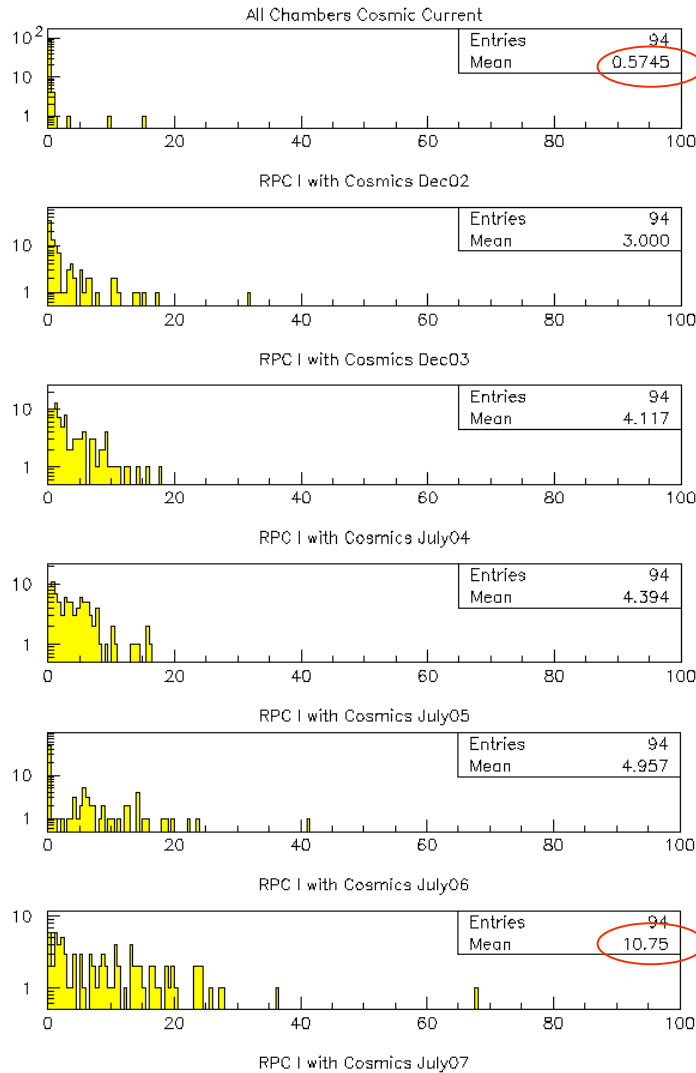 All Chambers Cosmic Current
10² 10 1
Entries 94
Mean 0.5745
0 20 40 60 80 100
RPC I with Cosmics Dec02
10 1
Entries 94
Mean 3.000
0 20 40 60 80 100
RPC I with Cosmics Dec03
10 1
Entries 94
Mean 4.117
0 20 40 60 80 100
RPC I with Cosmics July04
10 1
Entries 94
Mean 4.394
0 20 40 60 80 100
RPC I with Cosmics July05
10 1
Entries 94
Mean 4.957
0 20 40 60 80 100
RPC I with Cosmics July06
10 1
Entries 94
Mean 10.75
0 20 40 60 80 100
RPC I with Cosmics July07